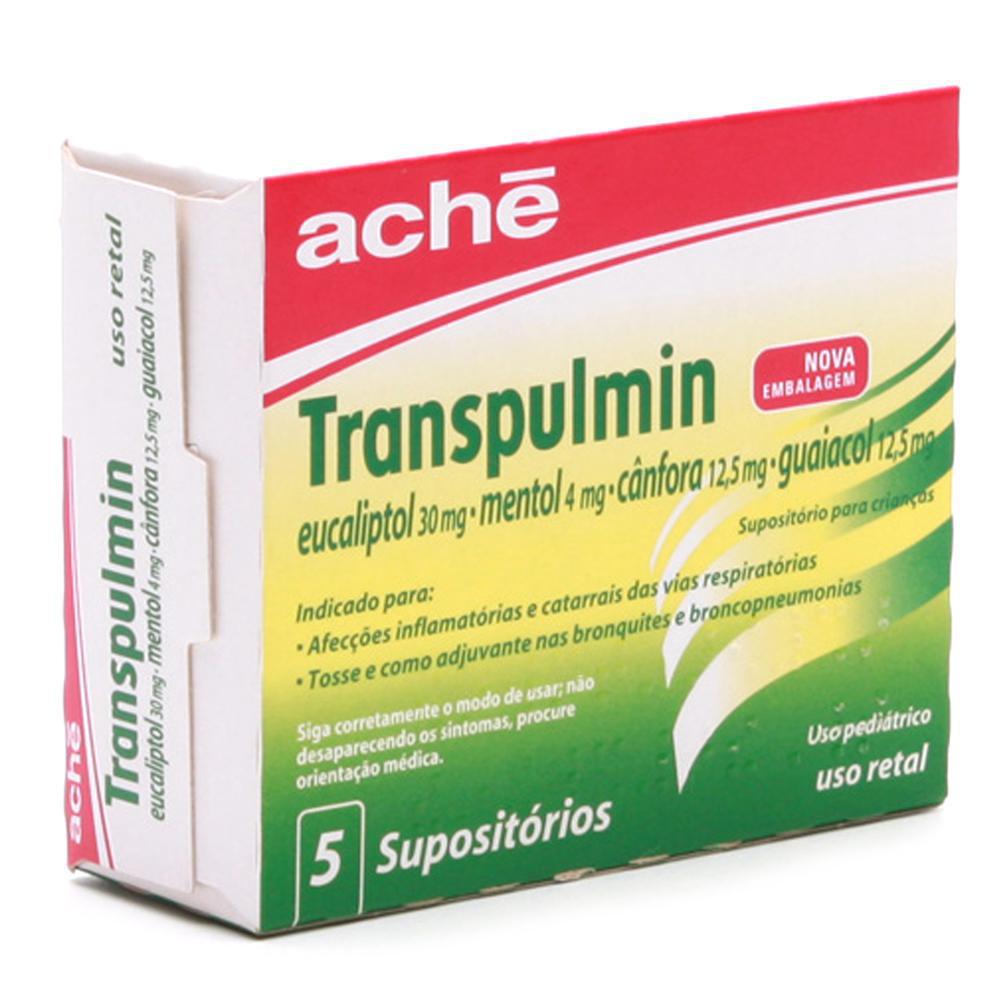 achē
Transpulmin
NOVA
EMBALAGEM
eucaliptol 30 mg · mentol 4 mg · cânfora 12,5 mg · guaiacol 12,5 mg
Supositório para crianças
Indicado para:
• Afecções inflamatórias e catarrais das vias respiratórias
• Tosse e como adjuvante nas bronquites e broncopneumonias
Siga corretamente o modo de usar; não
desaparecendo os sintomas, procure
orientação médica.
5 Supositórios
Uso pediátrico
uso retal
achē
Transpulmin
uso retal
eucaliptol 30 mg · mentol 4 mg · cânfora 12,5 mg · guaiacol 12,5 mg